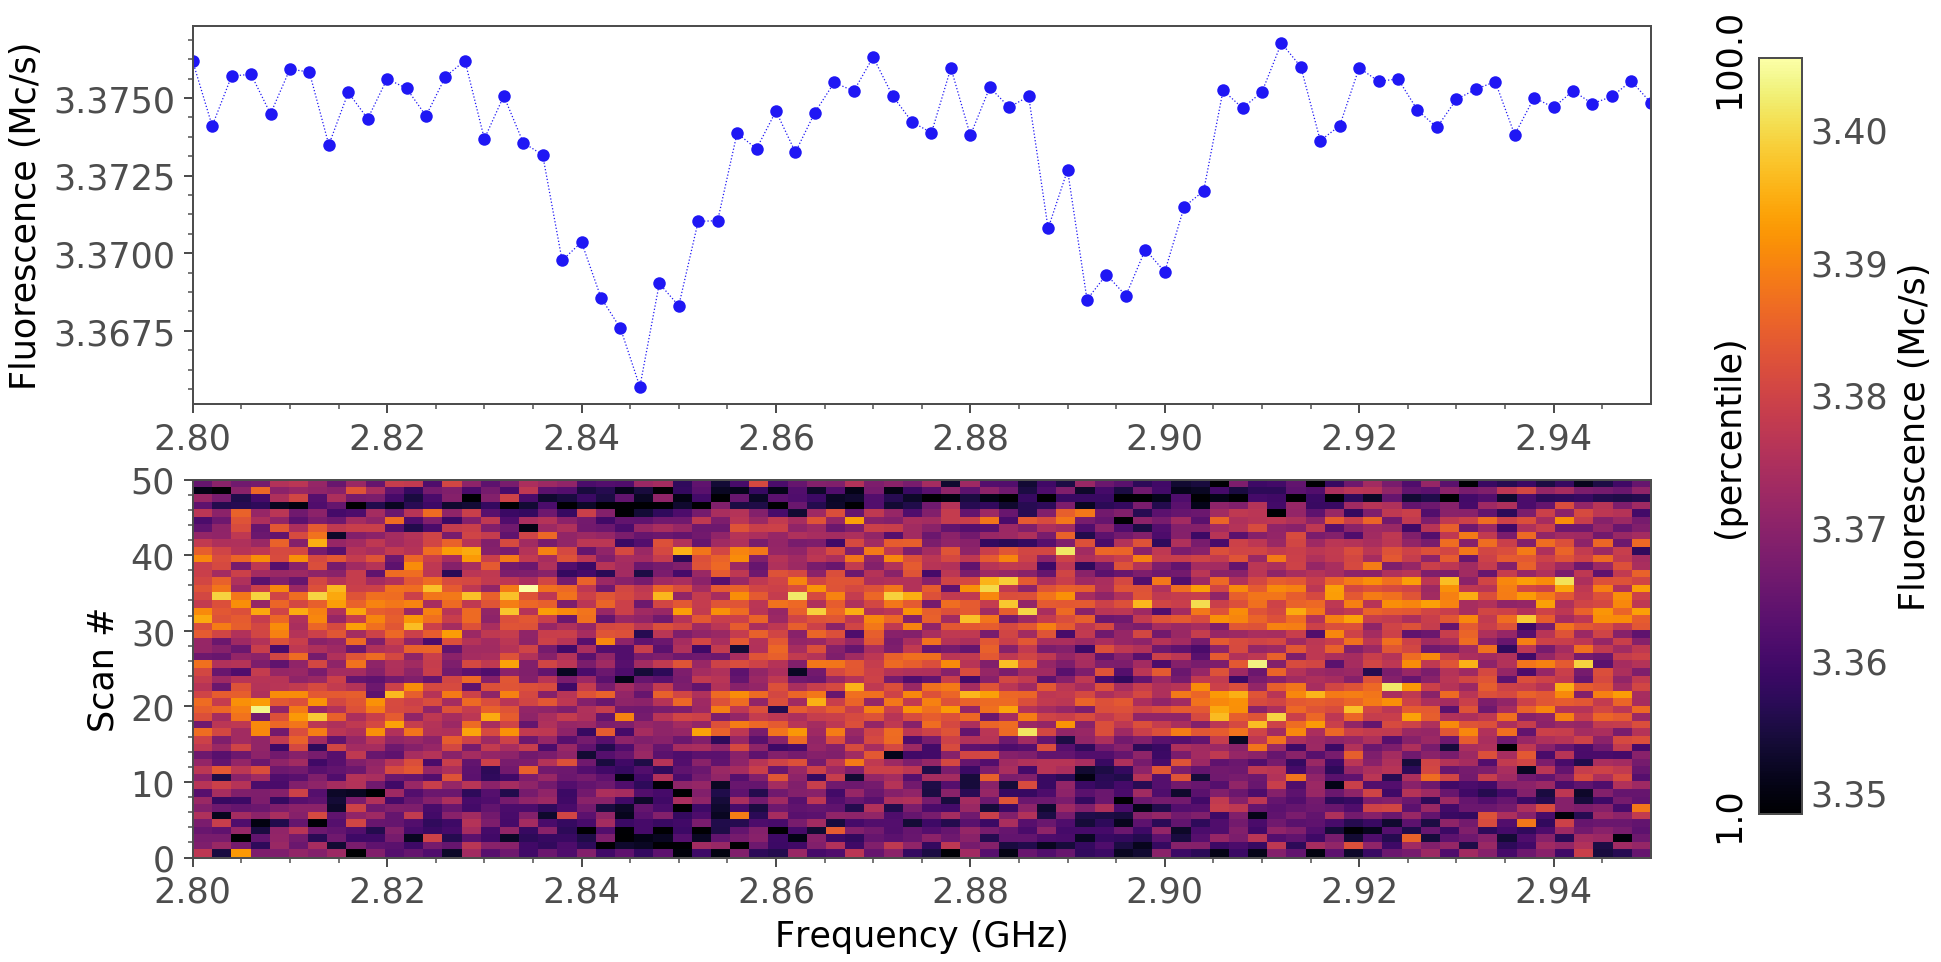 Fluorescence (Mc/s)
3.3750
3.3725
3.3700
3.3675
2.80 2.82 2.84 2.86 2.88 2.90 2.92 2.94
Scan #
50
40
30
20
10
0
2.80 2.82 2.84 2.86 2.88 2.90 2.92 2.94
Frequency (GHz)
100.0
(percentile)
1.0
3.40
3.39
3.38
3.37
3.36
3.35
Fluorescence (Mc/s)